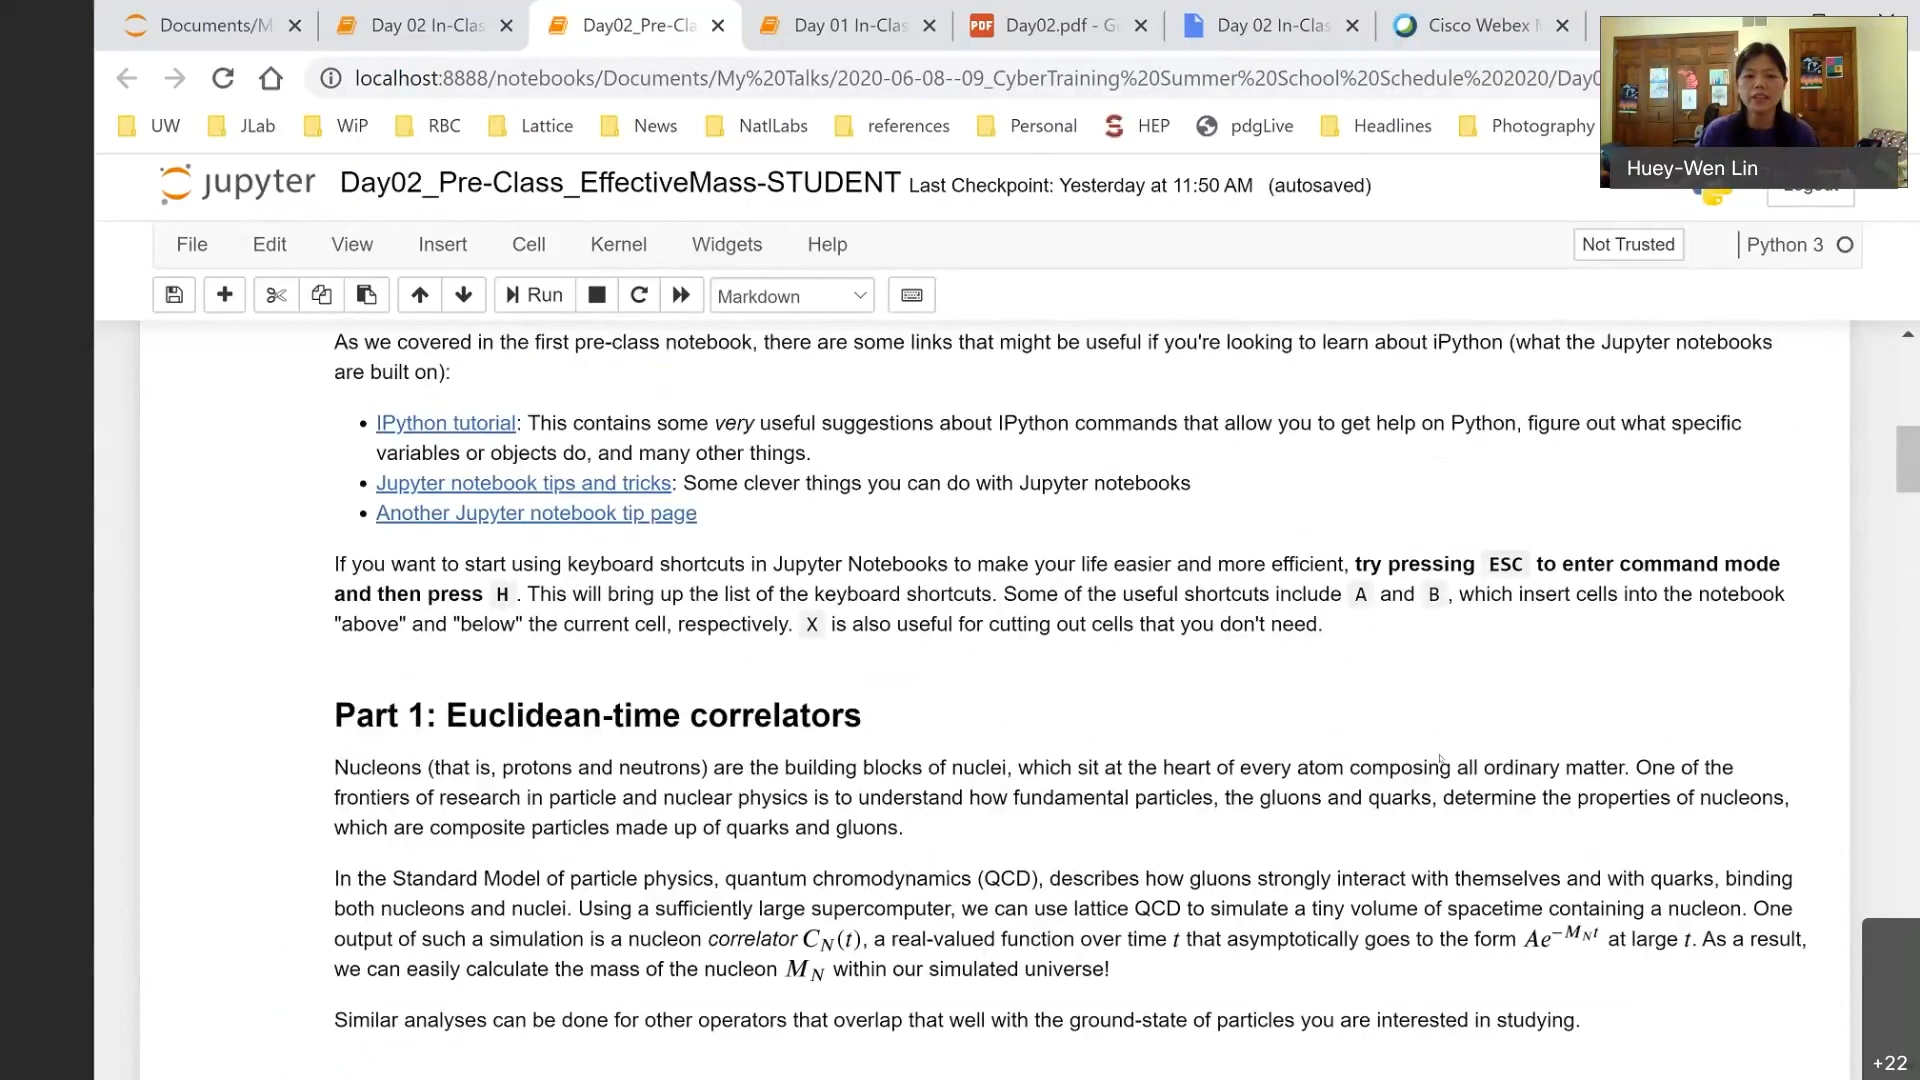 Documents/M
Day 02 In-Clas
Day02_Pre-Cla
Day 01 In-Clas
PDF
Day02.pdf - G
Day 02 In-Clas
Cisco Webex M
localhost:8888/notebooks/Documents/My%20Talks/2020-06-08--09_CyberTraining%20Summer%20School%20Schedule%202020/Day0
UW
JLab
WiP
RBC
Lattice
News
NatlLabs
references
Personal
HEP
pdgLive
Headlines
Photography
Huey-Wen Lin
jupyter
Day02_Pre-Class_EffectiveMass-STUDENT
Last Checkpoint: Yesterday at 11:50 AM (autosaved)
Logout
File
Edit
View
Insert
Cell
Kernel
Widgets
Help
Not Trusted
Python 3
Run
Markdown
As we covered in the first pre-class notebook, there are some links that might be useful if you're looking to learn about iPython (what the Jupyter notebooks
are built on):
• IPython tutorial: This contains some very useful suggestions about IPython commands that allow you to get help on Python, figure out what specific
variables or objects do, and many other things.
• Jupyter notebook tips and tricks: Some clever things you can do with Jupyter notebooks
• Another Jupyter notebook tip page
If you want to start using keyboard shortcuts in Jupyter Notebooks to make your life easier and more efficient, try pressing ESC to enter command mode
and then press H . This will bring up the list of the keyboard shortcuts. Some of the useful shortcuts include A and B , which insert cells into the notebook
"above" and "below" the current cell, respectively. X is also useful for cutting out cells that you don't need.
Part 1: Euclidean-time correlators
Nucleons (that is, protons and neutrons) are the building blocks of nuclei, which sit at the heart of every atom composing all ordinary matter. One of the
frontiers of research in particle and nuclear physics is to understand how fundamental particles, the gluons and quarks, determine the properties of nucleons,
which are composite particles made up of quarks and gluons.
In the Standard Model of particle physics, quantum chromodynamics (QCD), describes how gluons strongly interact with themselves and with quarks, binding
both nucleons and nuclei. Using a sufficiently large supercomputer, we can use lattice QCD to simulate a tiny volume of spacetime containing a nucleon. One
output of such a simulation is a nucleon correlator C_N(t), a real-valued function over time t that asymptotically goes to the form Ae^{-M_N t} at large t. As a result,
we can easily calculate the mass of the nucleon M_N within our simulated universe!
Similar analyses can be done for other operators that overlap that well with the ground-state of particles you are interested in studying.
+22